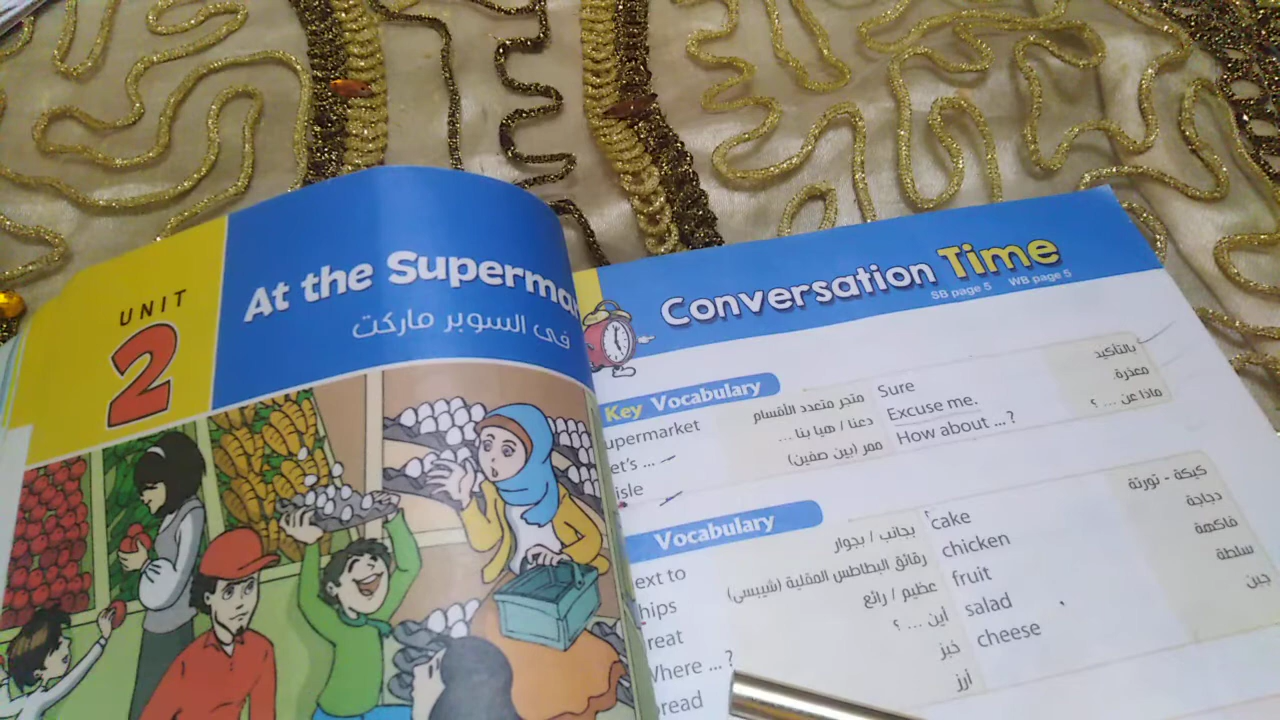 UNIT
2
At the Superma
فى السوبر ماركت
Conversation Time
SB page 5 WB page 5
Key Vocabulary
upermarket متجر متعدد الأقسام
et's ... دعنا / هيا بنا ...
isle ممر (بين صفين)
Sure بالتأكيد
Excuse me. معذرة.
How about ... ? ماذا عن ... ؟
Vocabulary
ext to بجانب / بجوار
hips رقائق البطاطس المقلية (شيبسى)
reat عظيم / رائع
Where ... ? أين ... ؟
read خبز
أرز
cake كيكة - تورتة
chicken دجاجة
fruit فاكهة
salad سلطة
cheese جبن